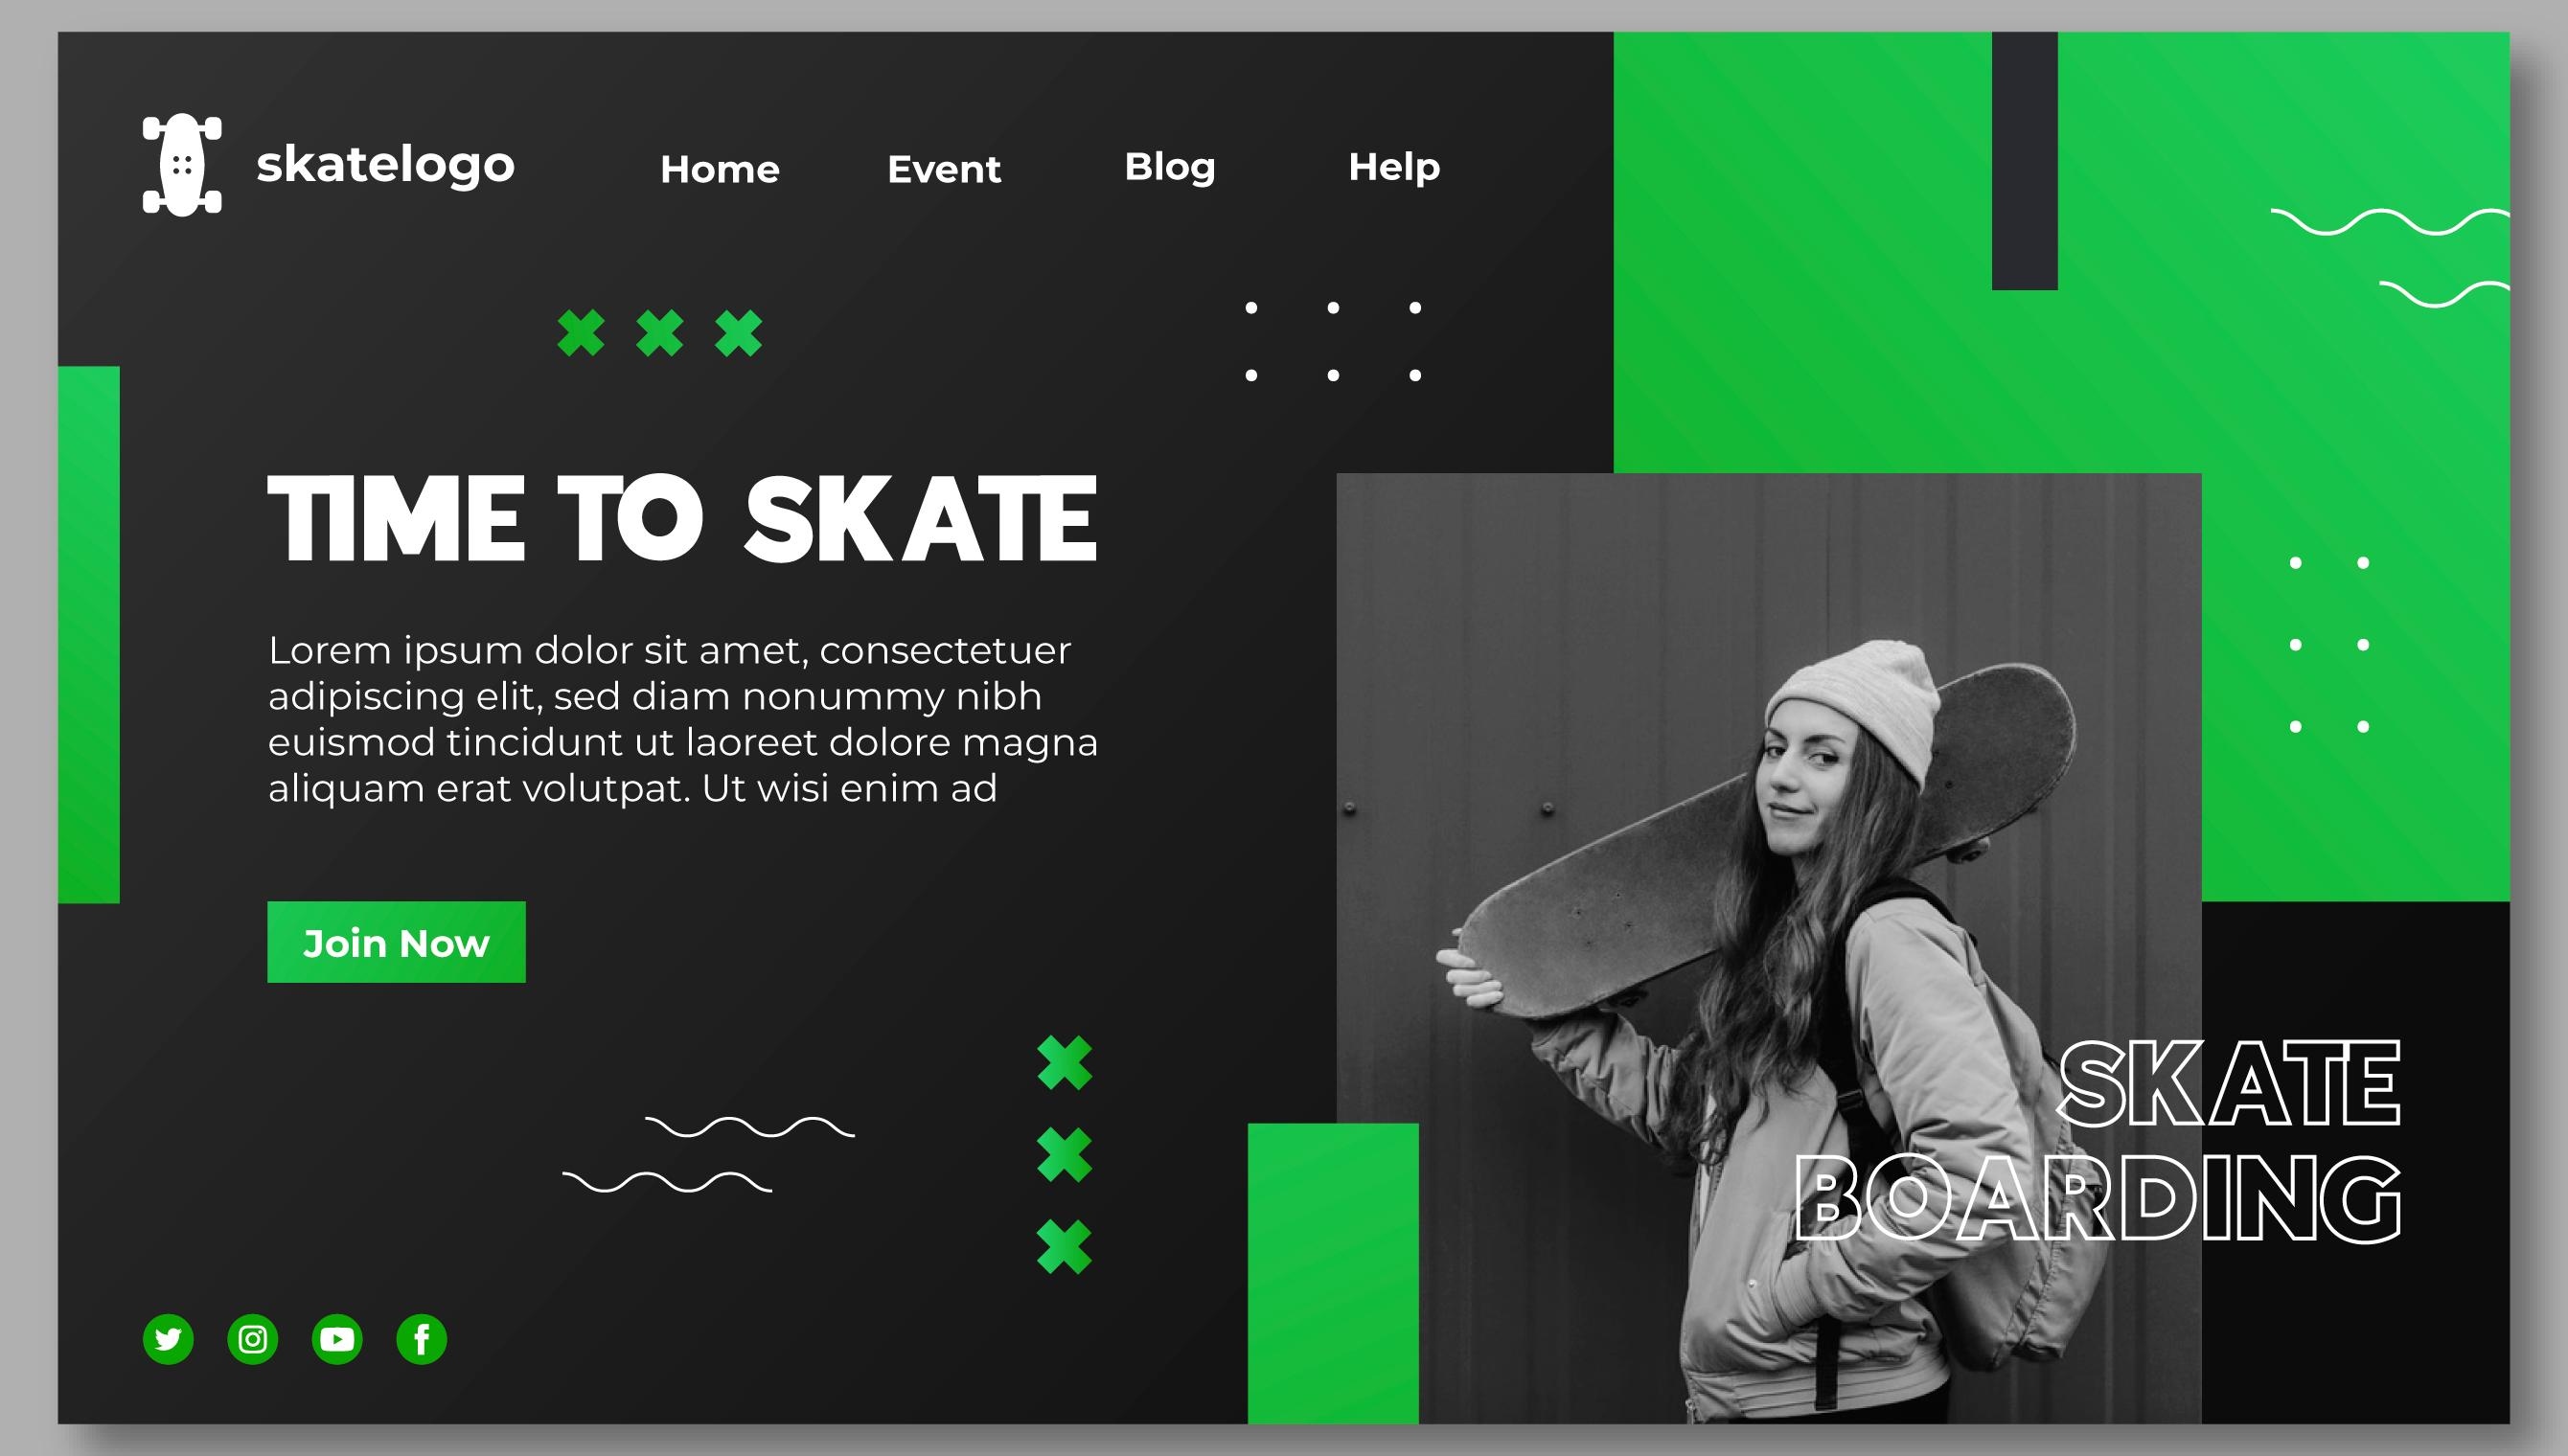 skatelogo
Home
Event
Blog
Help
TIME TO SKATE
Lorem ipsum dolor sit amet, consectetuer
adipiscing elit, sed diam nonummy nibh
euismod tincidunt ut laoreet dolore magna
aliquam erat volutpat. Ut wisi enim ad
Join Now
SKATE
BOARDING